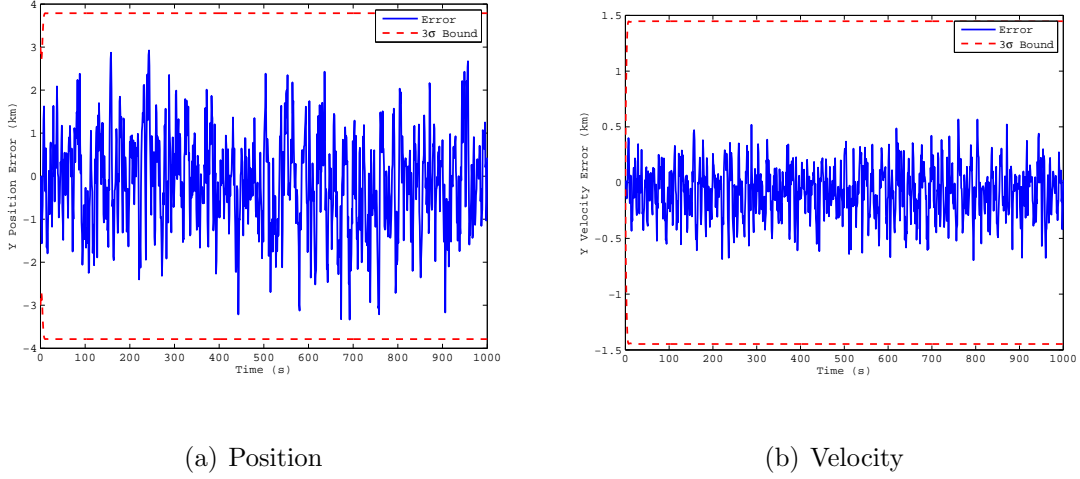 4
3
2
1
0
−1
−2
−3
−4
0 100 200 300 400 500 600 700 800 900 1000
Time (s)
Y Position Error (km)
Error
3σ Bound
(a) Position
1.5
1
0.5
0
−0.5
−1
−1.5
0 100 200 300 400 500 600 700 800 900 1000
Time (s)
Y Velocity Error (km)
Error
3σ Bound
(b) Velocity